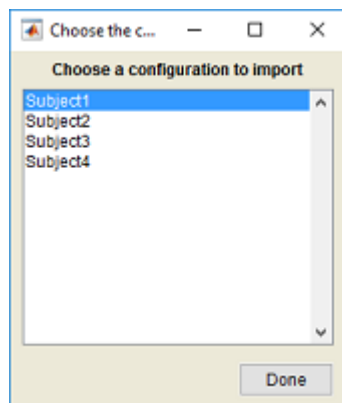 Choose the c...
Choose a configuration to import
Subject1
Subject2
Subject3
Subject4
Done